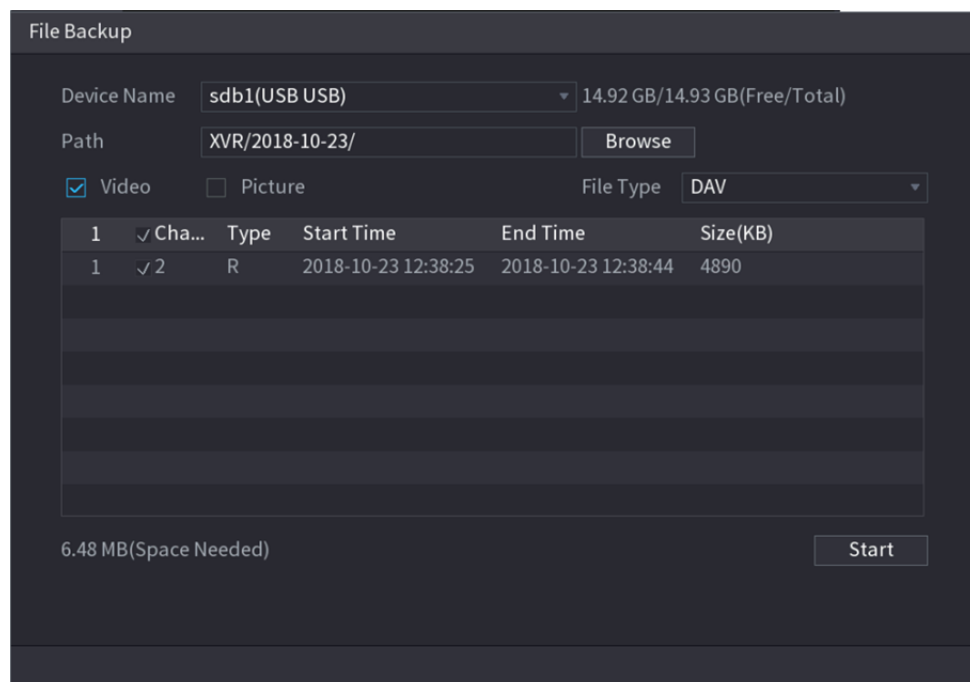 File Backup
Device Name sdb1(USB USB) 14.92 GB/14.93 GB(Free/Total)
Path XVR/2018-10-23/ Browse
Video Picture File Type DAV
1 Cha... Type Start Time End Time Size(KB)
1 2 R 2018-10-23 12:38:25 2018-10-23 12:38:44 4890
6.48 MB(Space Needed) Start